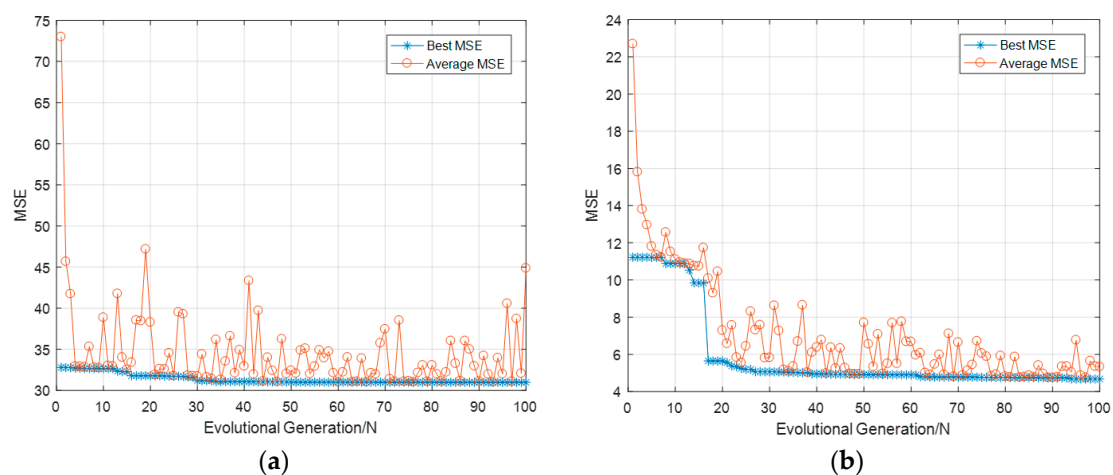 75
70
65
60
55
50
45
40
35
30
MSE
0 10 20 30 40 50 60 70 80 90 100
Evolutional Generation/N
Best MSE
Average MSE
(a)
24
22
20
18
16
14
12
10
8
6
4
MSE
0 10 20 30 40 50 60 70 80 90 100
Evolutional Generation/N
Best MSE
Average MSE
(b)